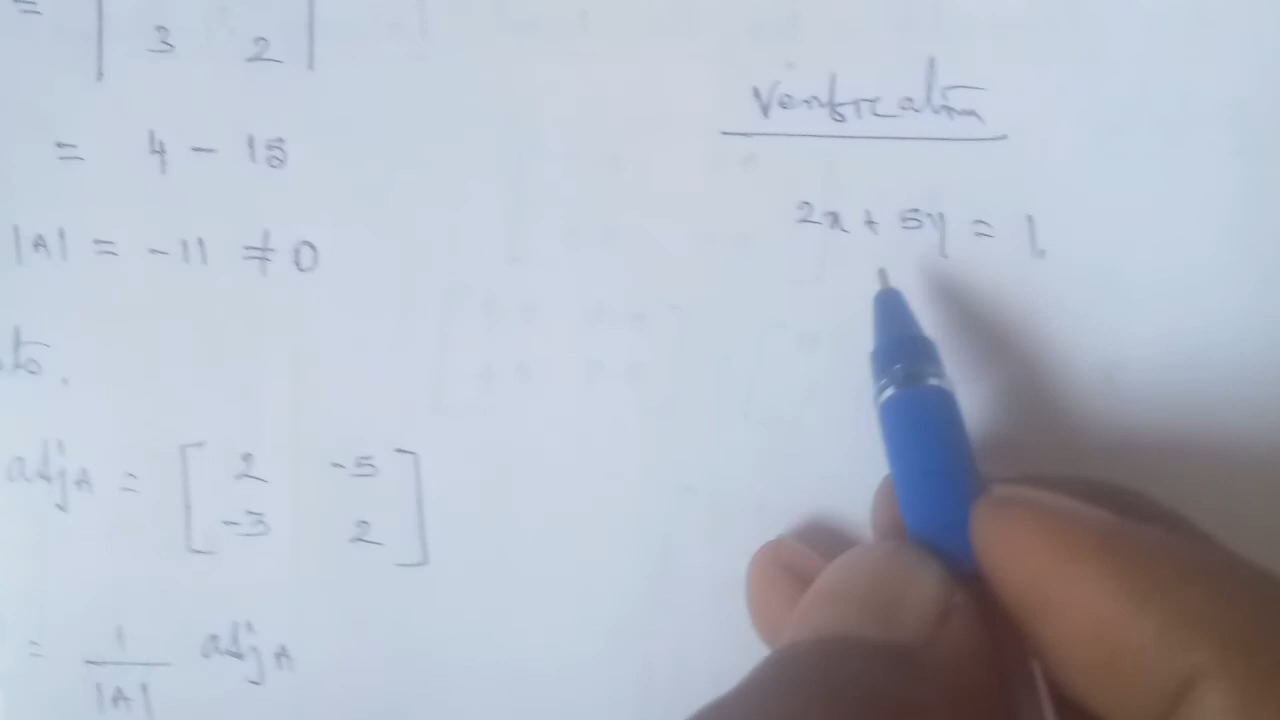 =
3 2
= 4 - 15
|A| = -11 ≠ 0
adjA = [ 2 -5
-3 2 ]
= 1/|A| adjA
Verification
2x + 5y = 1